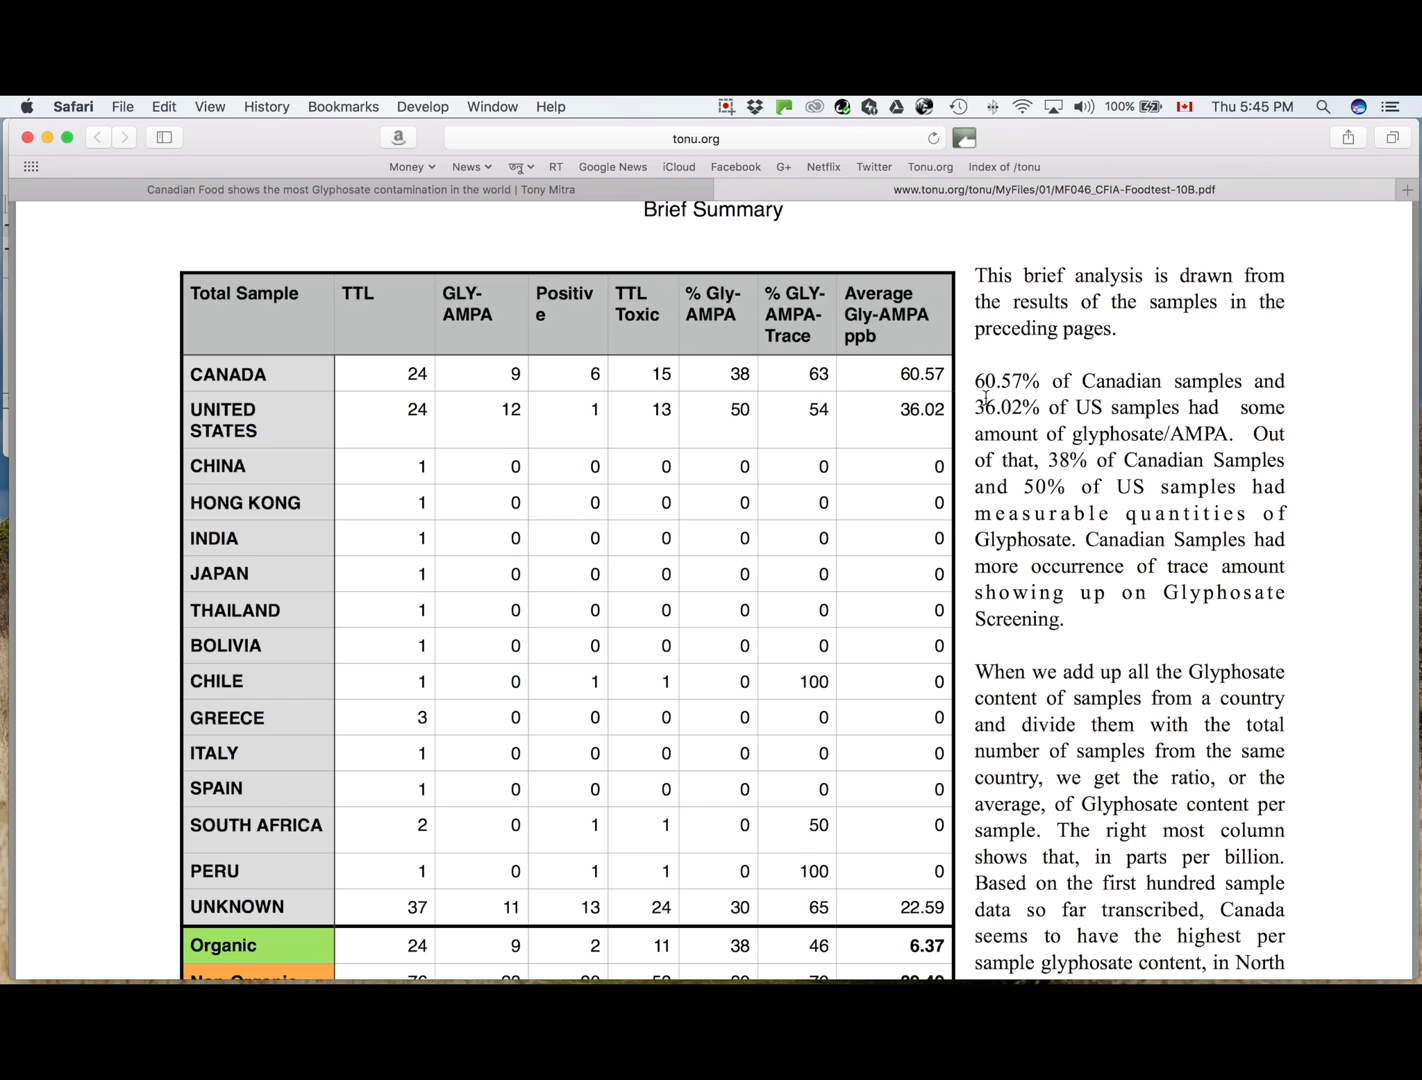 Safari File Edit View History Bookmarks Develop Window Help 100% Thu 5:45 PM
a tonu.org
Money News তনু RT Google News iCloud Facebook G+ Netflix Twitter Tonu.org Index of /tonu
Canadian Food shows the most Glyphosate contamination in the world | Tony Mitra www.tonu.org/tonu/MyFiles/01/MF046_CFIA-Foodtest-10B.pdf +
Brief Summary
Total Sample TTL GLY-AMPA Positive TTL Toxic % Gly-AMPA % GLY-AMPA-Trace Average Gly-AMPA ppb
CANADA 24 9 6 15 38 63 60.57
UNITED STATES 24 12 1 13 50 54 36.02
CHINA 1 0 0 0 0 0 0
HONG KONG 1 0 0 0 0 0 0
INDIA 1 0 0 0 0 0 0
JAPAN 1 0 0 0 0 0 0
THAILAND 1 0 0 0 0 0 0
BOLIVIA 1 0 0 0 0 0 0
CHILE 1 0 1 1 0 100 0
GREECE 3 0 0 0 0 0 0
ITALY 1 0 0 0 0 0 0
SPAIN 1 0 0 0 0 0 0
SOUTH AFRICA 2 0 1 1 0 50 0
PERU 1 0 1 1 0 100 0
UNKNOWN 37 11 13 24 30 65 22.59
Organic 24 9 2 11 38 46 6.37
This brief analysis is drawn from
the results of the samples in the
preceding pages.
60.57% of Canadian samples and
36.02% of US samples had some
amount of glyphosate/AMPA. Out
of that, 38% of Canadian Samples
and 50% of US samples had
measurable quantities of
Glyphosate. Canadian Samples had
more occurrence of trace amount
showing up on Glyphosate
Screening.
When we add up all the Glyphosate
content of samples from a country
and divide them with the total
number of samples from the same
country, we get the ratio, or the
average, of Glyphosate content per
sample. The right most column
shows that, in parts per billion.
Based on the first hundred sample
data so far transcribed, Canada
seems to have the highest per
sample glyphosate content, in North